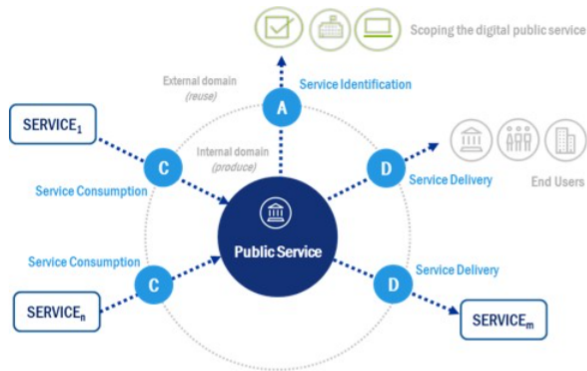 Scoping the digital public service
External domain
(reuse)
Service Identification
A
SERVICE1
Internal domain
(produce)
C
D
Service Consumption
Service Delivery
End Users
Public Service
Service Consumption
Service Delivery
C
D
SERVICEn
SERVICEm